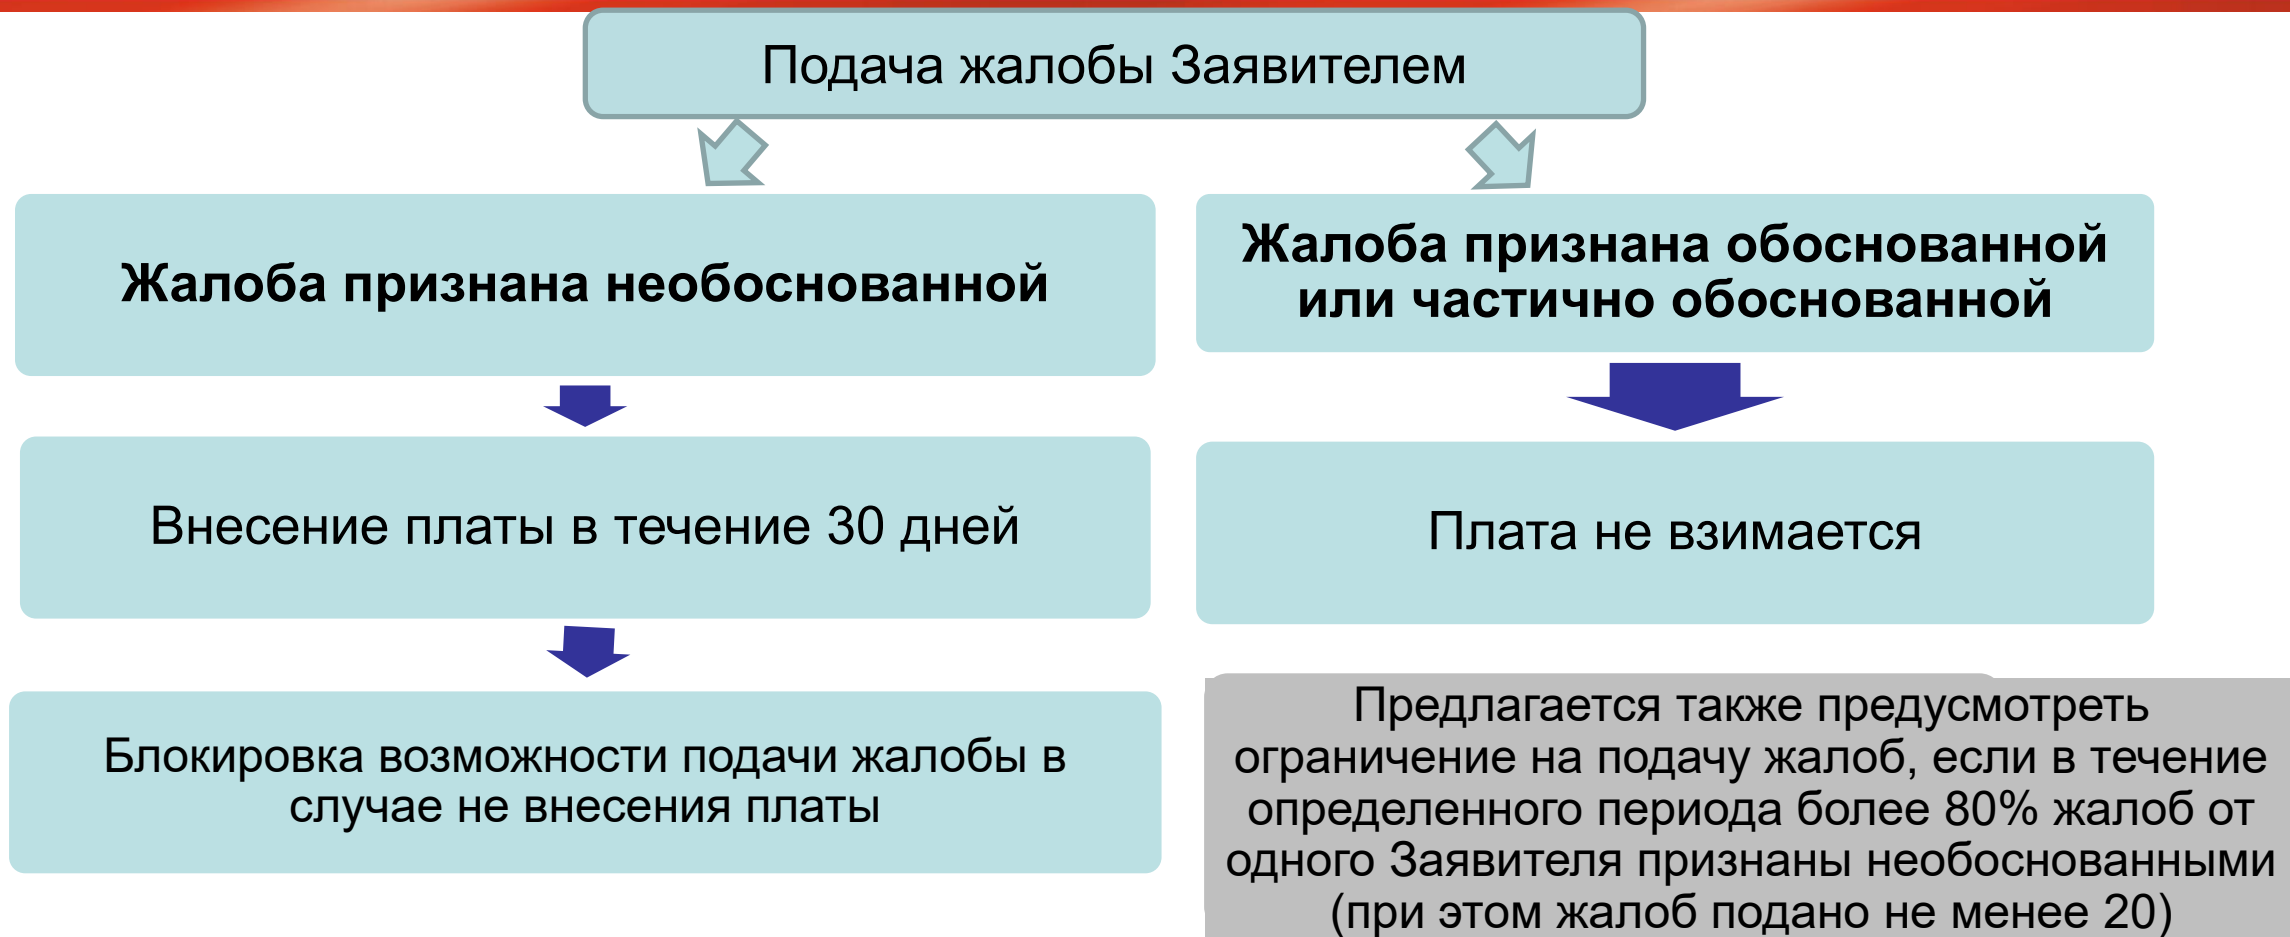 Подача жалобы Заявителем
Жалоба признана необоснованной
Жалоба признана обоснованной
или частично обоснованной
Внесение платы в течение 30 дней
Плата не взимается
Блокировка возможности подачи жалобы в
случае не внесения платы
Предлагается также предусмотреть
ограничение на подачу жалоб, если в течение
определенного периода более 80% жалоб от
одного Заявителя признаны необоснованными
(при этом жалоб подано не менее 20)